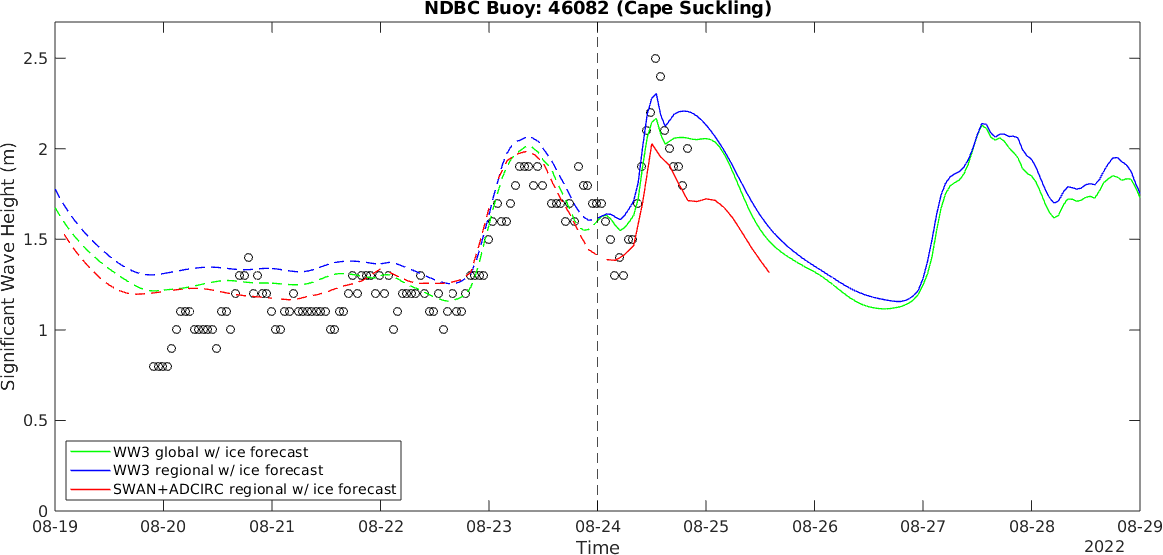 NDBC Buoy: 46082 (Cape Suckling)
Significant Wave Height (m)
2.5
2
1.5
1
0.5
0
WW3 global w/ ice forecast
WW3 regional w/ ice forecast
SWAN+ADCIRC regional w/ ice forecast
08-19 08-20 08-21 08-22 08-23 08-24 08-25 08-26 08-27 08-28 08-29
Time
2022